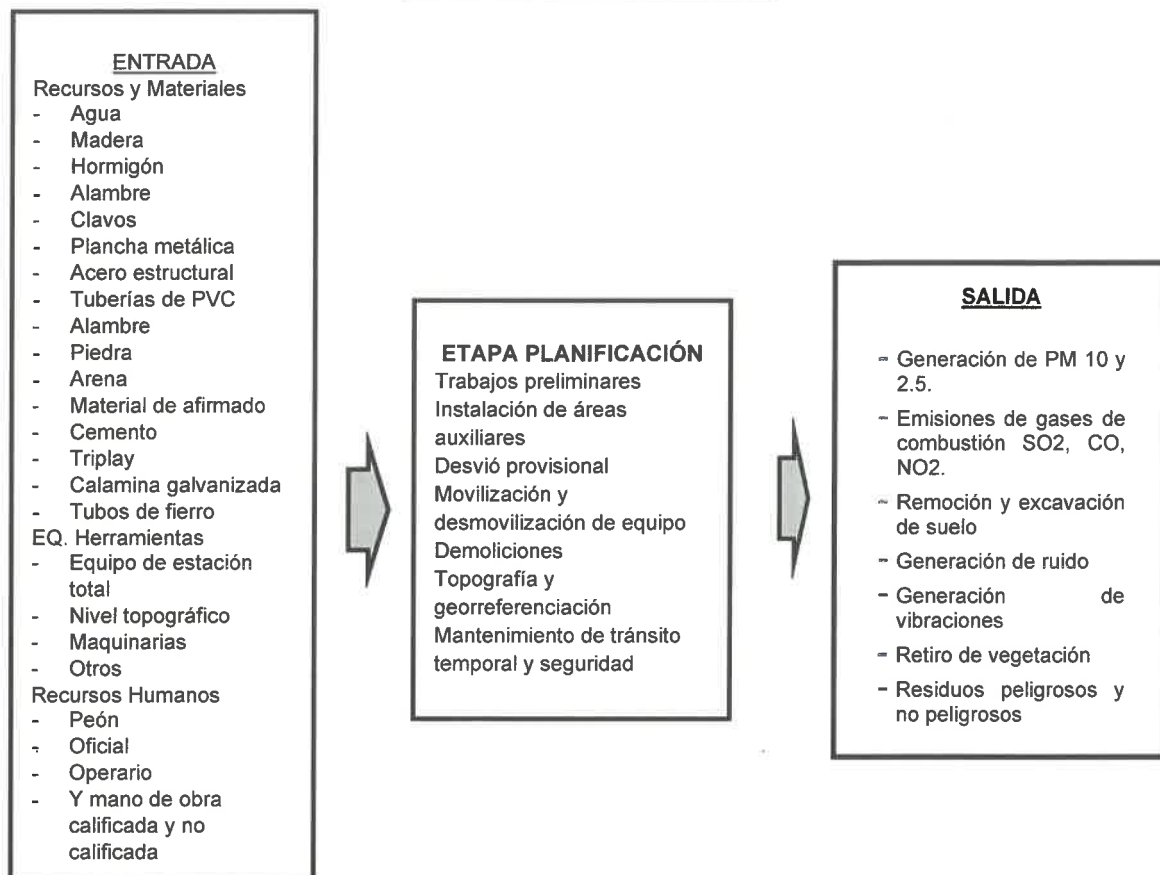 ENTRADA
Recursos y Materiales
- Agua
- Madera
- Hormigón
- Alambre
- Clavos
- Plancha metálica
- Acero estructural
- Tuberías de PVC
- Alambre
- Piedra
- Arena
- Material de afirmado
- Cemento
- Triplay
- Calamina galvanizada
- Tubos de fierro
EQ. Herramientas
- Equipo de estación
total
- Nivel topográfico
- Maquinarias
- Otros
Recursos Humanos
- Peón
- Oficial
- Operario
- Y mano de obra
calificada y no
calificada
ETAPA PLANIFICACIÓN
Trabajos preliminares
Instalación de áreas
auxiliares
Desvió provisional
Movilización y
desmovilización de equipo
Demoliciones
Topografía y
georreferenciación
Mantenimiento de tránsito
temporal y seguridad
SALIDA
- Generación de PM 10 y
2.5.
- Emisiones de gases de
combustión SO2, CO,
NO2.
- Remoción y excavación
de suelo
- Generación de ruido
- Generación de
vibraciones
- Retiro de vegetación
- Residuos peligrosos y
no peligrosos